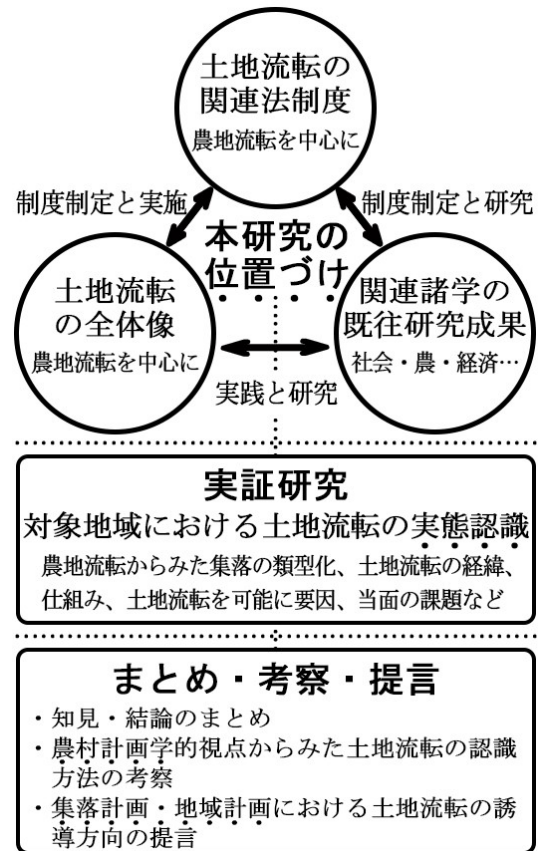 土地流転の
関連法制度
農地流転を中心に
制度制定と実施
制度制定と研究
本研究の
位置づけ
土地流転
の全体像
農地流転を中心に
関連諸学の
既往研究成果
社会・農・経済…
実践と研究
実証研究
対象地域における土地流転の実態認識
農地流転からみた集落の類型化、土地流転の経緯、
仕組み、土地流転を可能に要因、当面の課題など
まとめ・考察・提言
・知見・結論のまとめ
・農村計画学的視点からみた土地流転の認識
方法の考察
・集落計画・地域計画における土地流転の誘
導方向の提言